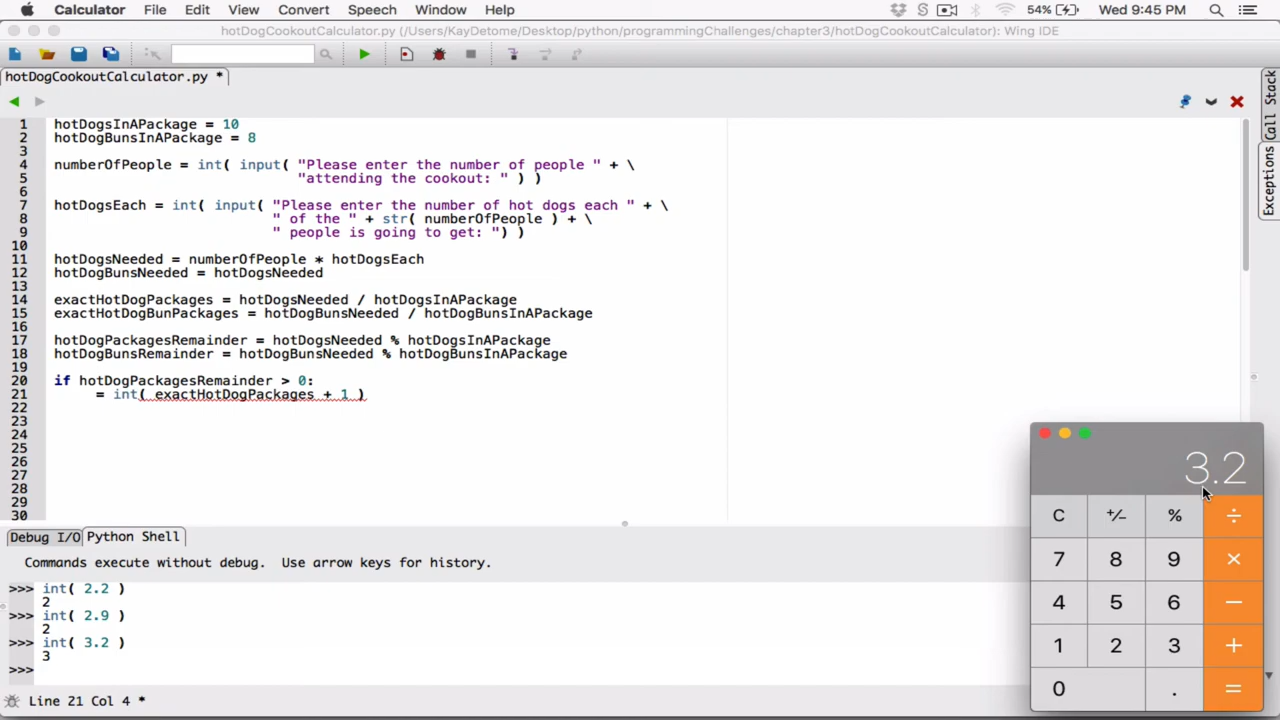 Calculator File Edit View Convert Speech Window Help 54% Wed 9:45 PM
hotDogCookoutCalculator.py (/Users/KayDetome/Desktop/python/programmingChallenges/chapter3/hotDogCookoutCalculator): Wing IDE
hotDogCookoutCalculator.py *
1 hotDogsInAPackage = 10
2 hotDogBunsInAPackage = 8
3
4 numberOfPeople = int( input( "Please enter the number of people " + \
5 "attending the cookout: " ) )
6
7 hotDogsEach = int( input( "Please enter the number of hot dogs each " + \
8 " of the " + str( numberOfPeople ) + \
9 " people is going to get: ") )
10
11 hotDogsNeeded = numberOfPeople * hotDogsEach
12 hotDogBunsNeeded = hotDogsNeeded
13
14 exactHotDogPackages = hotDogsNeeded / hotDogsInAPackage
15 exactHotDogBunPackages = hotDogBunsNeeded / hotDogBunsInAPackage
16
17 hotDogPackagesRemainder = hotDogsNeeded % hotDogsInAPackage
18 hotDogBunsRemainder = hotDogBunsNeeded % hotDogBunsInAPackage
19
20 if hotDogPackagesRemainder > 0:
21 = int( exactHotDogPackages + 1 )
22
23
24
25
26
27
28
29
30
Call Stack
Exceptions
Debug I/O Python Shell
Commands execute without debug. Use arrow keys for history.
>>> int( 2.2 )
2
>>> int( 2.9 )
2
>>> int( 3.2 )
3
>>>
Line 21 Col 4 *
3.2
C +/- % ÷
7 8 9 ×
4 5 6 −
1 2 3 +
0 . =